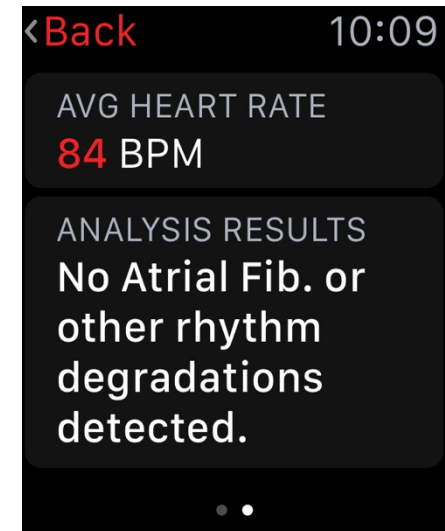 <Back 10:09
AVG HEART RATE
84 BPM
ANALYSIS RESULTS
No Atrial Fib. or
other rhythm
degradations
detected.